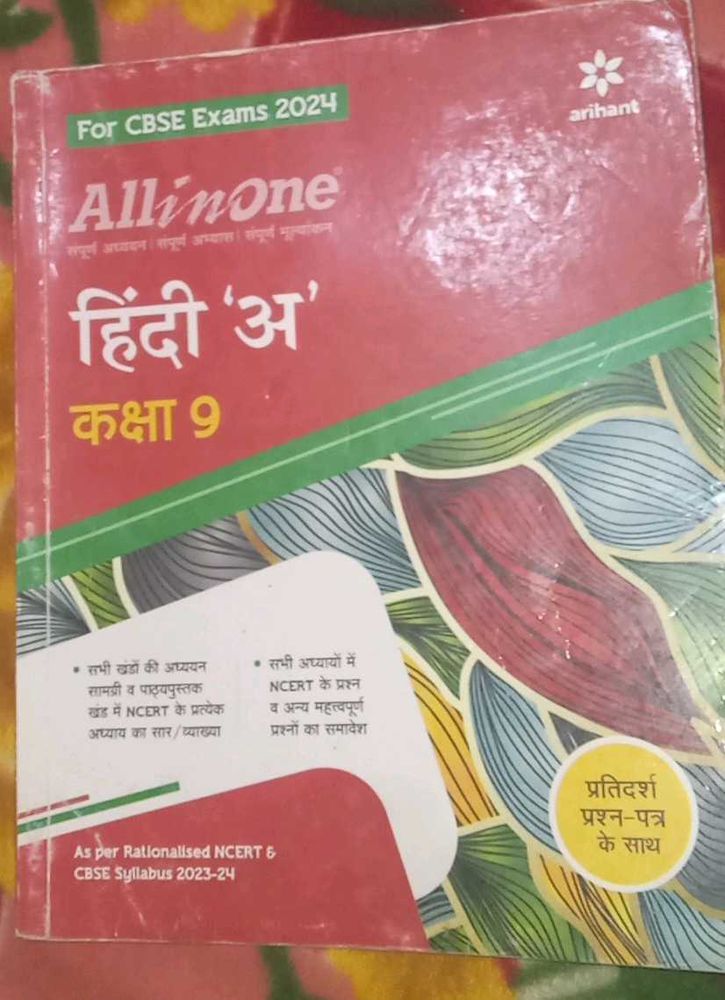 For CBSE Exams 2024
arihant
All in One
संपूर्ण अध्ययन | संपूर्ण अभ्यास | संपूर्ण मूल्यांकन
हिंदी ‘अ’
कक्षा 9
• सभी खंडों की अध्ययन
सामग्री व पाठ्यपुस्तक
खंड में NCERT के प्रत्येक
अध्याय का सार/व्याख्या
• सभी अध्यायों में
NCERT के प्रश्न
व अन्य महत्त्वपूर्ण
प्रश्नों का समावेश
प्रतिदर्श
प्रश्न-पत्र
के साथ
As per Rationalised NCERT &
CBSE Syllabus 2023-24